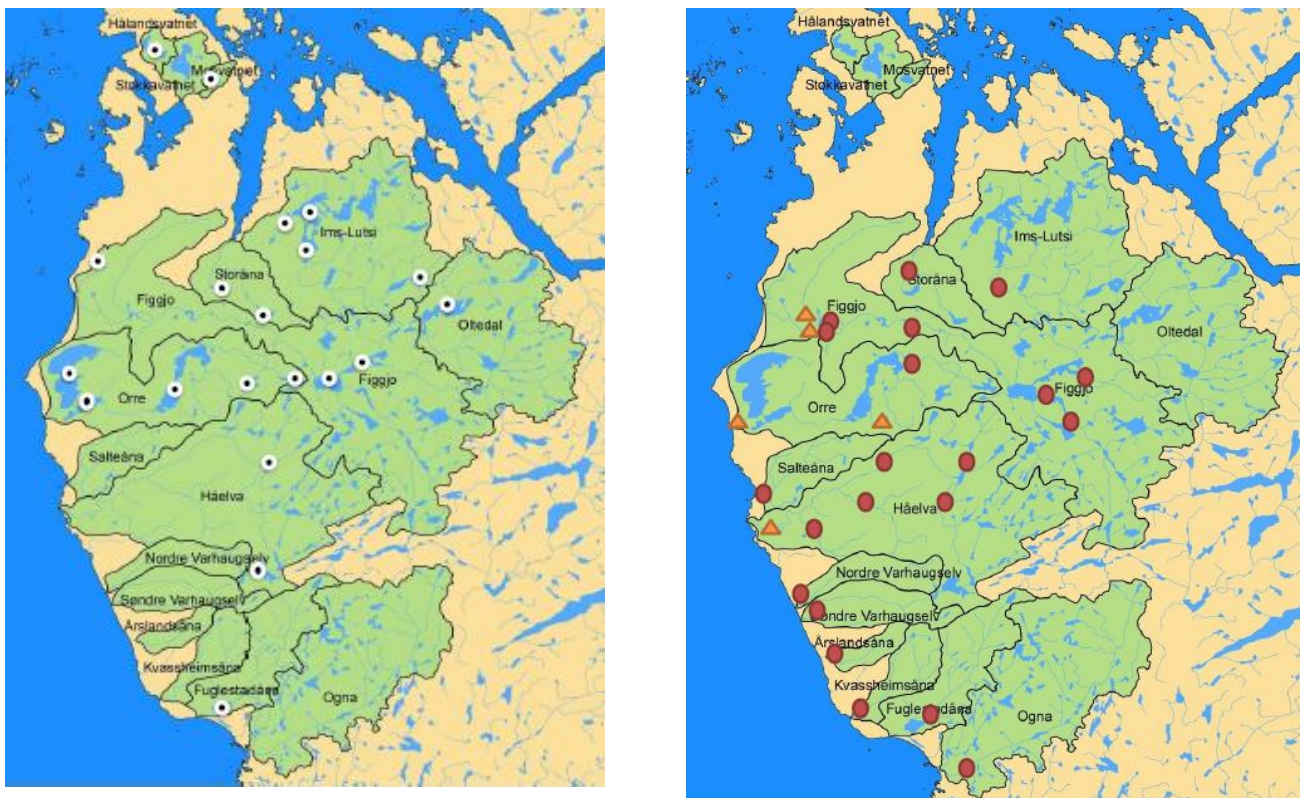 Hålandsvatnet
Mosvatnet
Stokkavatnet
Ims-Lutsi
Storåna
Figgjo
Oltedal
Figgjo
Orre
Salteåna
Håelva
Nordre Varhaugselv
Søndre Varhaugselv
Årslandsåna
Kvassheimsåna
Fuglestadåna
Ogna
Hålandsvatnet
Mosvatnet
Stokkavatnet
Ims-Lutsi
Storåna
Figgjo
Oltedal
Figgjo
Orre
Salteåna
Håelva
Nordre Varhaugselv
Søndre Varhaugselv
Årslandsåna
Kvassheimsåna
Fuglestadåna
Ogna